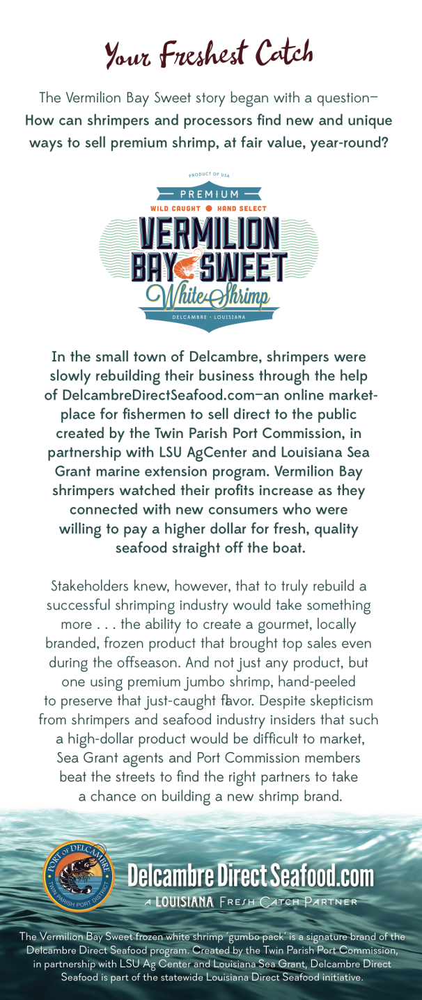 Your Freshest Catch
The Vermilion Bay Sweet story began with a question—
How can shrimpers and processors find new and unique
ways to sell premium shrimp, at fair value, year-round?
PRODUCT OF USA
PREMIUM
WILD CAUGHT ● HAND SELECT
VERMILION
BAY SWEET
White Shrimp
DELCAMBRE • LOUISIANA
In the small town of Delcambre, shrimpers were
slowly rebuilding their business through the help
of DelcambreDirectSeafood.com—an online market-
place for fishermen to sell direct to the public
created by the Twin Parish Port Commission, in
partnership with LSU AgCenter and Louisiana Sea
Grant marine extension program. Vermilion Bay
shrimpers watched their profits increase as they
connected with new consumers who were
willing to pay a higher dollar for fresh, quality
seafood straight off the boat.
Stakeholders knew, however, that to truly rebuild a
successful shrimping industry would take something
more . . . the ability to create a gourmet, locally
branded, frozen product that brought top sales even
during the offseason. And not just any product, but
one using premium jumbo shrimp, hand-peeled
to preserve that just-caught flavor. Despite skepticism
from shrimpers and seafood industry insiders that such
a high-dollar product would be difficult to market,
Sea Grant agents and Port Commission members
beat the streets to find the right partners to take
a chance on building a new shrimp brand.
PORT OF DELCAMBRE
TWIN PARISH PORT DISTRICT
Delcambre Direct Seafood.com
A LOUISIANA FRESH CATCH PARTNER
The Vermilion Bay Sweet frozen white shrimp ‘gumbo pack’ is a signature brand of the
Delcambre Direct Seafood program. Created by the Twin Parish Port Commission,
in partnership with LSU Ag Center and Louisiana Sea Grant, Delcambre Direct
Seafood is part of the statewide Louisiana Direct Seafood initiative.